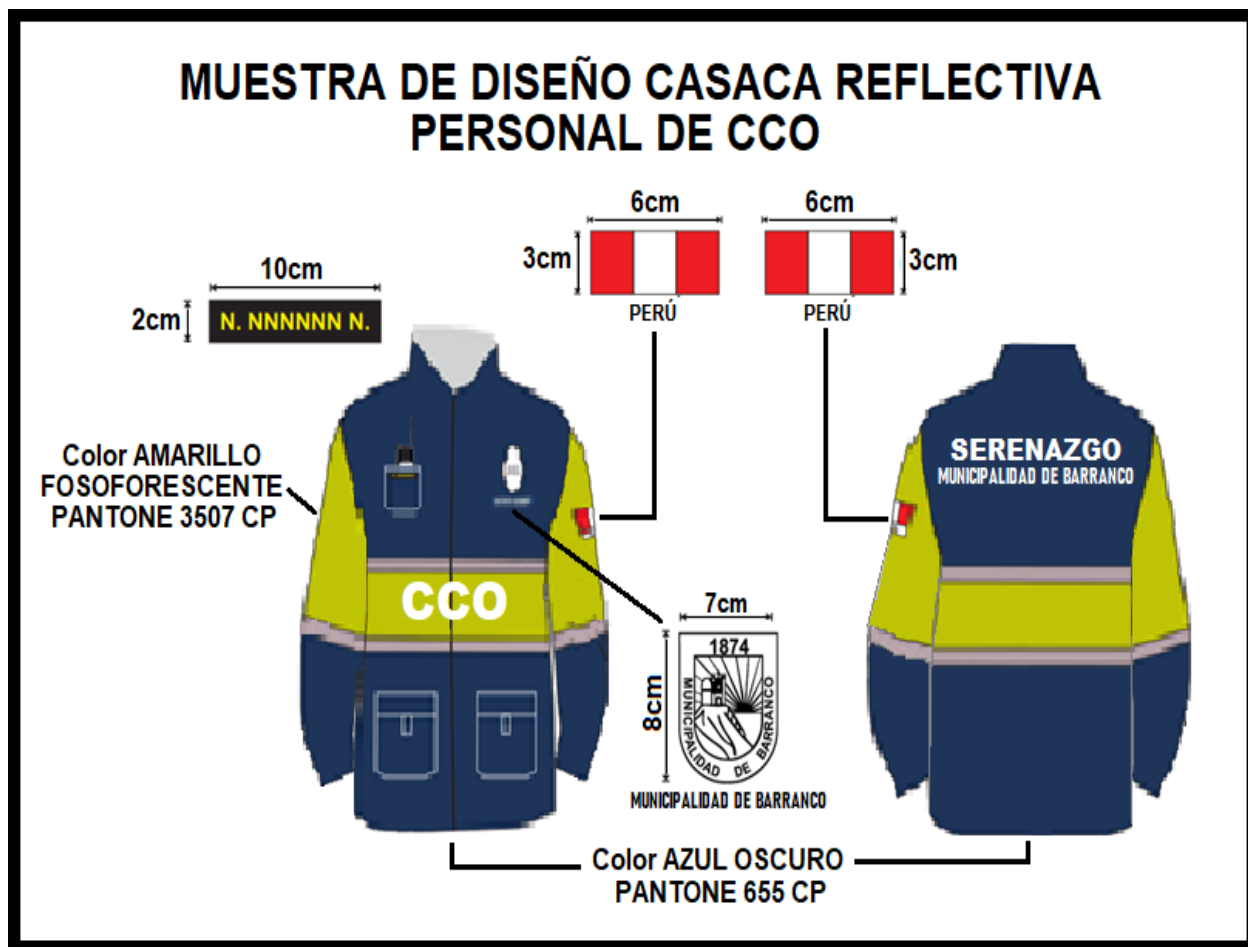 MUESTRA DE DISEÑO CASACA REFLECTIVA
PERSONAL DE CCO
6cm
6cm
3cm
3cm
PERÚ
PERÚ
10cm
2cm
N. NNNNNN N.
Color AMARILLO
FOSOFORESCENTE
PANTONE 3507 CP
CCO
SERENAZGO
MUNICIPALIDAD DE BARRANCO
7cm
8cm
1874
MUNICIPALIDAD DE BARRANCO
MUNICIPALIDAD DE BARRANCO
Color AZUL OSCURO
PANTONE 655 CP